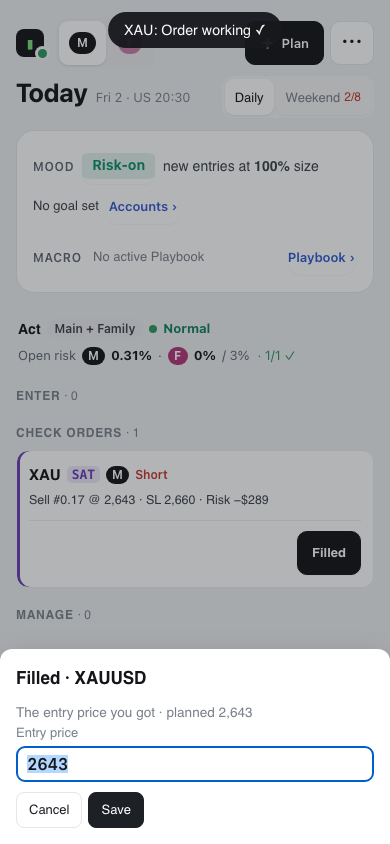 XAU: Order working ✓
M
Plan
Today Fri 2 · US 20:30
Daily Weekend 2/8
MOOD Risk-on new entries at 100% size
No goal set Accounts ›
MACRO No active Playbook Playbook ›
Act Main + Family Normal
Open risk M 0.31% · F 0% / 3% · 1/1 ✓
ENTER · 0
CHECK ORDERS · 1
XAU SAT M Short
Sell #0.17 @ 2,643 · SL 2,660 · Risk −$289
Filled
MANAGE · 0
Filled · XAUUSD
The entry price you got · planned 2,643
Entry price
2643
Cancel Save